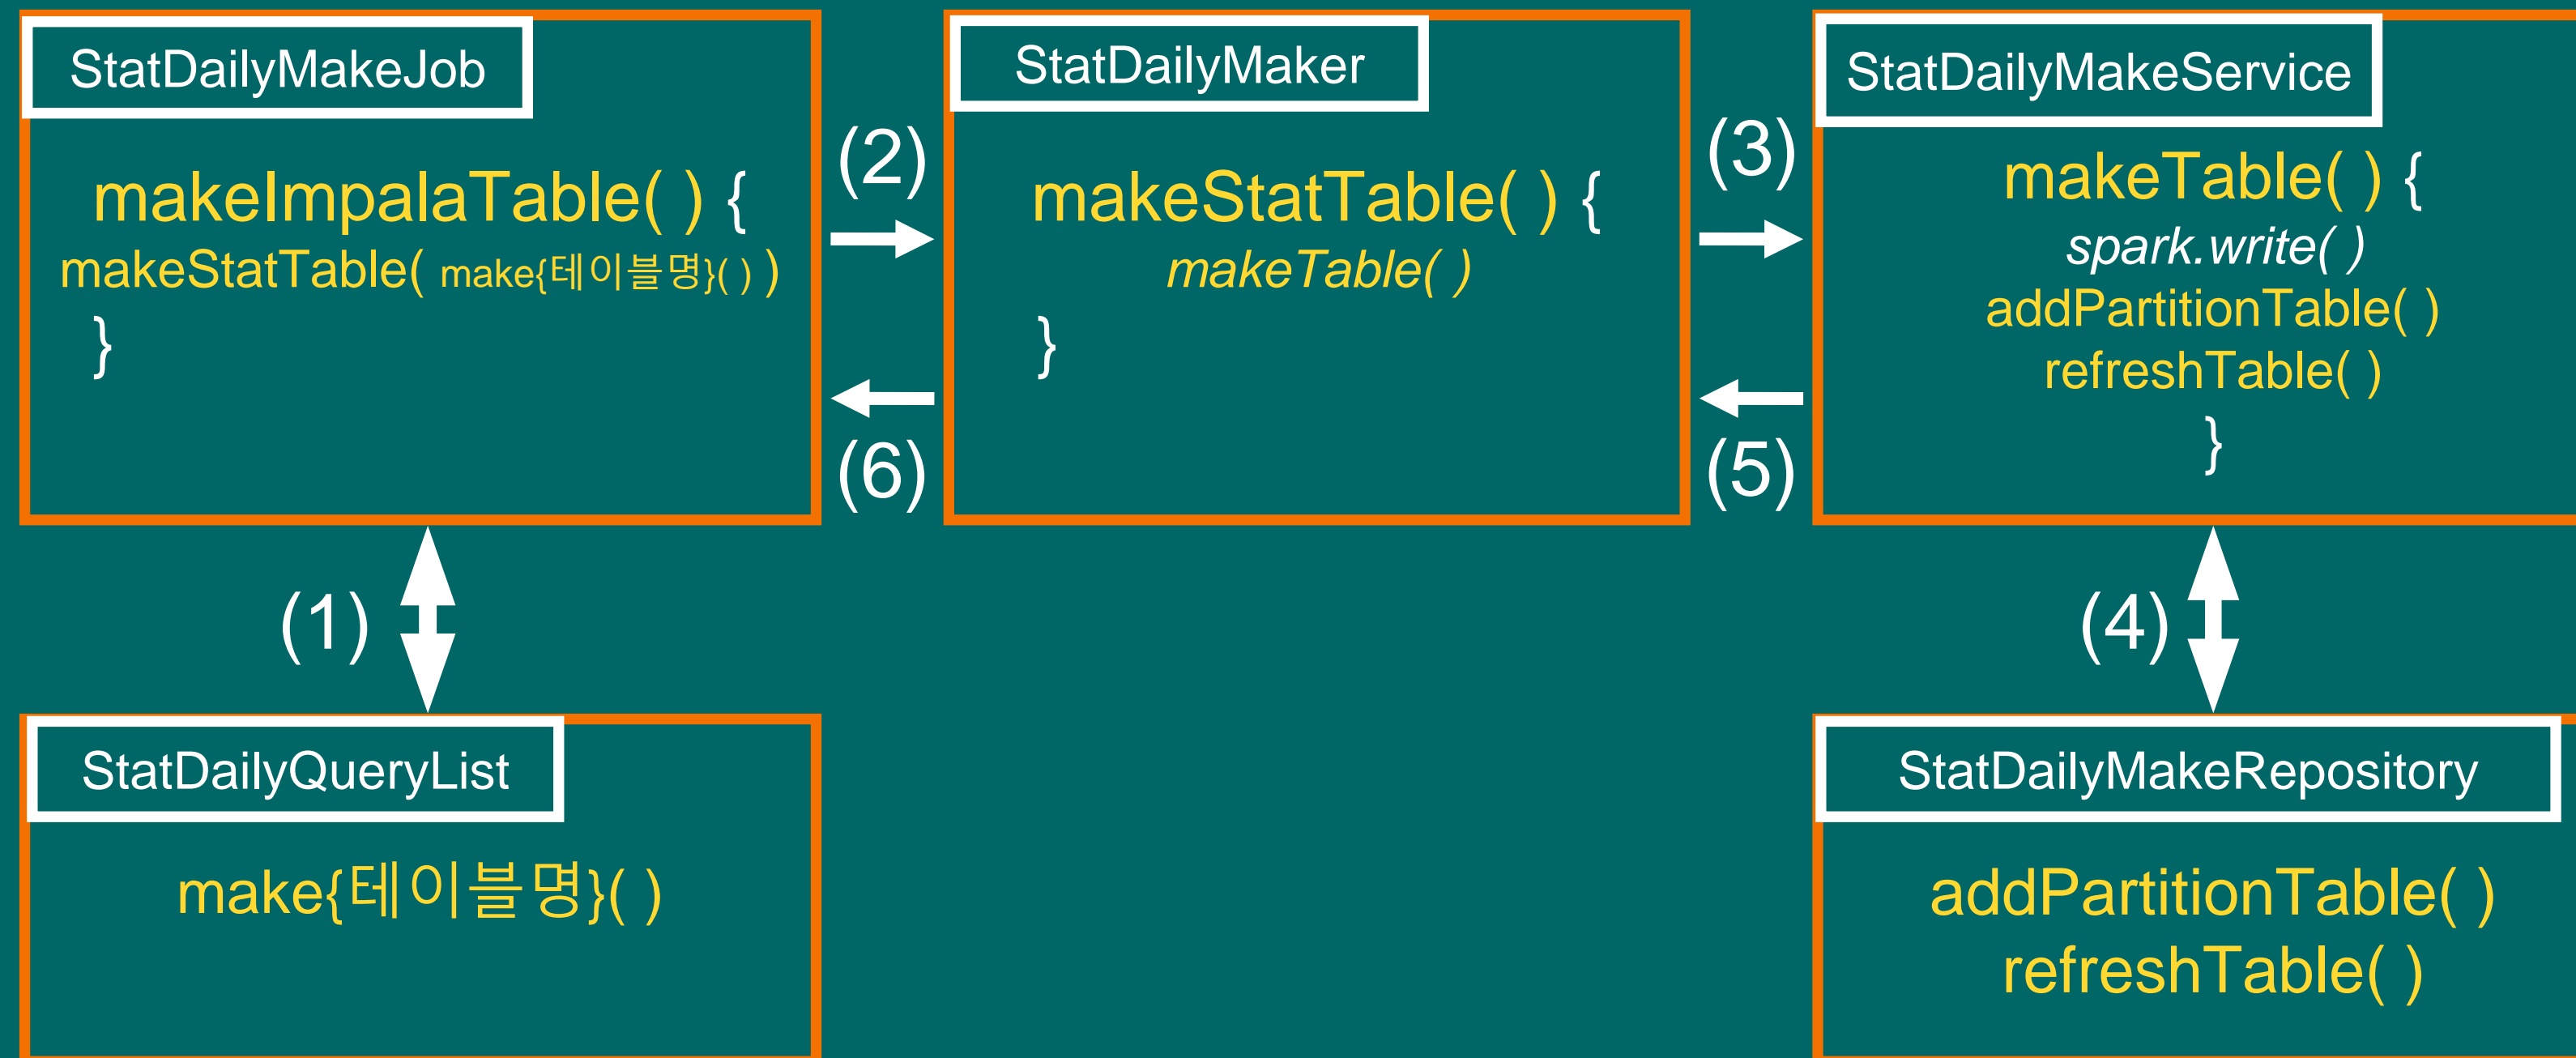 StatDailyMakeJob
makeImpalaTable( ) {
makeStatTable( make{테이블명}( ) )
}
(2)
(6)
StatDailyMaker
makeStatTable( ) {
makeTable( )
}
(3)
(5)
StatDailyMakeService
makeTable( ) {
spark.write( )
addPartitionTable( )
refreshTable( )
}
(1)
(4)
StatDailyQueryList
make{테이블명}( )
StatDailyMakeRepository
addPartitionTable( )
refreshTable( )